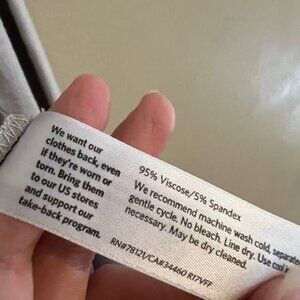 We want our
clothes back, even
if they're worn or
torn. Bring them
to our US stores
and support our
take-back program.
95% Viscose/5% Spandex
We recommend machine wash cold, separate
gentle cycle. No bleach. Line dry. Use cool
necessary. May be dry cleaned.
RN#78121/CA#34460 R17VFF